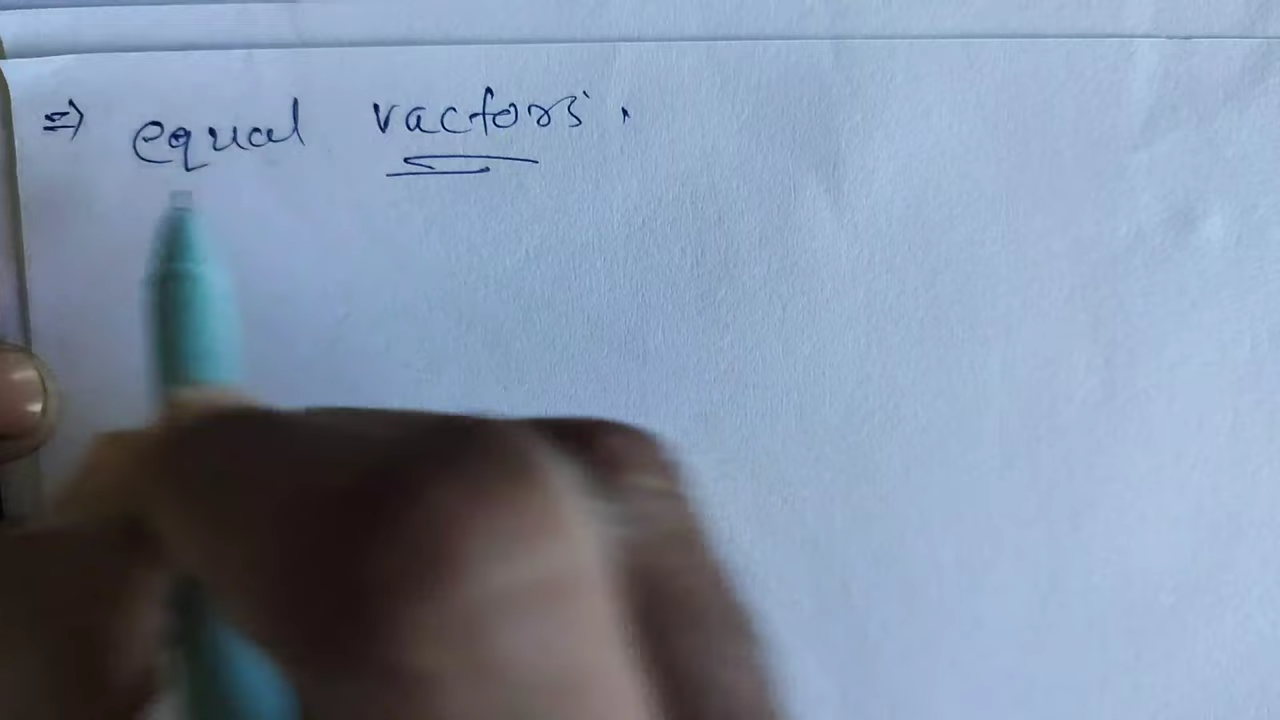 ⇒ equal vactors.